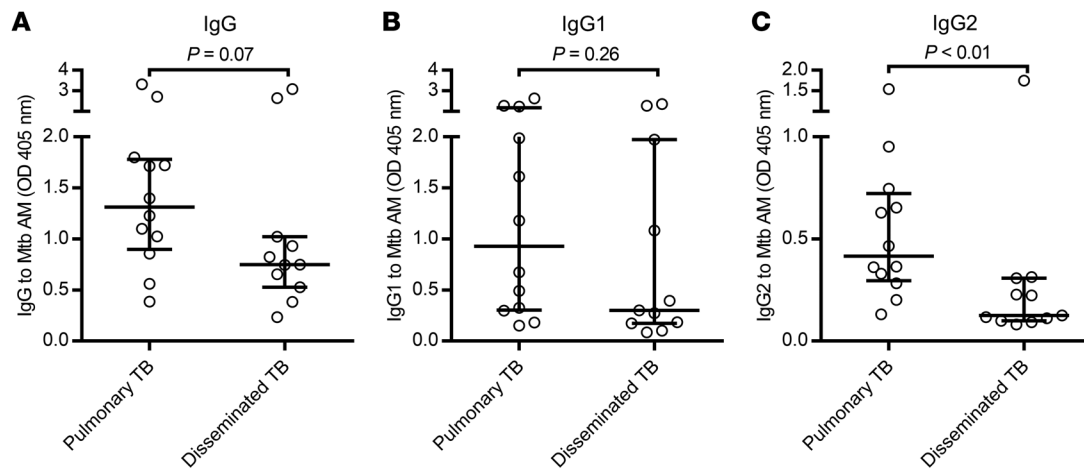 A
IgG
P = 0.07
IgG to Mtb AM (OD 405 nm)
4
3
2.0
1.5
1.0
0.5
0.0
Pulmonary TB
Disseminated TB
B
IgG1
P = 0.26
IgG1 to Mtb AM (OD 405 nm)
4
3
2.0
1.5
1.0
0.5
0.0
Pulmonary TB
Disseminated TB
C
IgG2
P < 0.01
IgG2 to Mtb AM (OD 405 nm)
2.0
1.5
1.0
0.5
0.0
Pulmonary TB
Disseminated TB